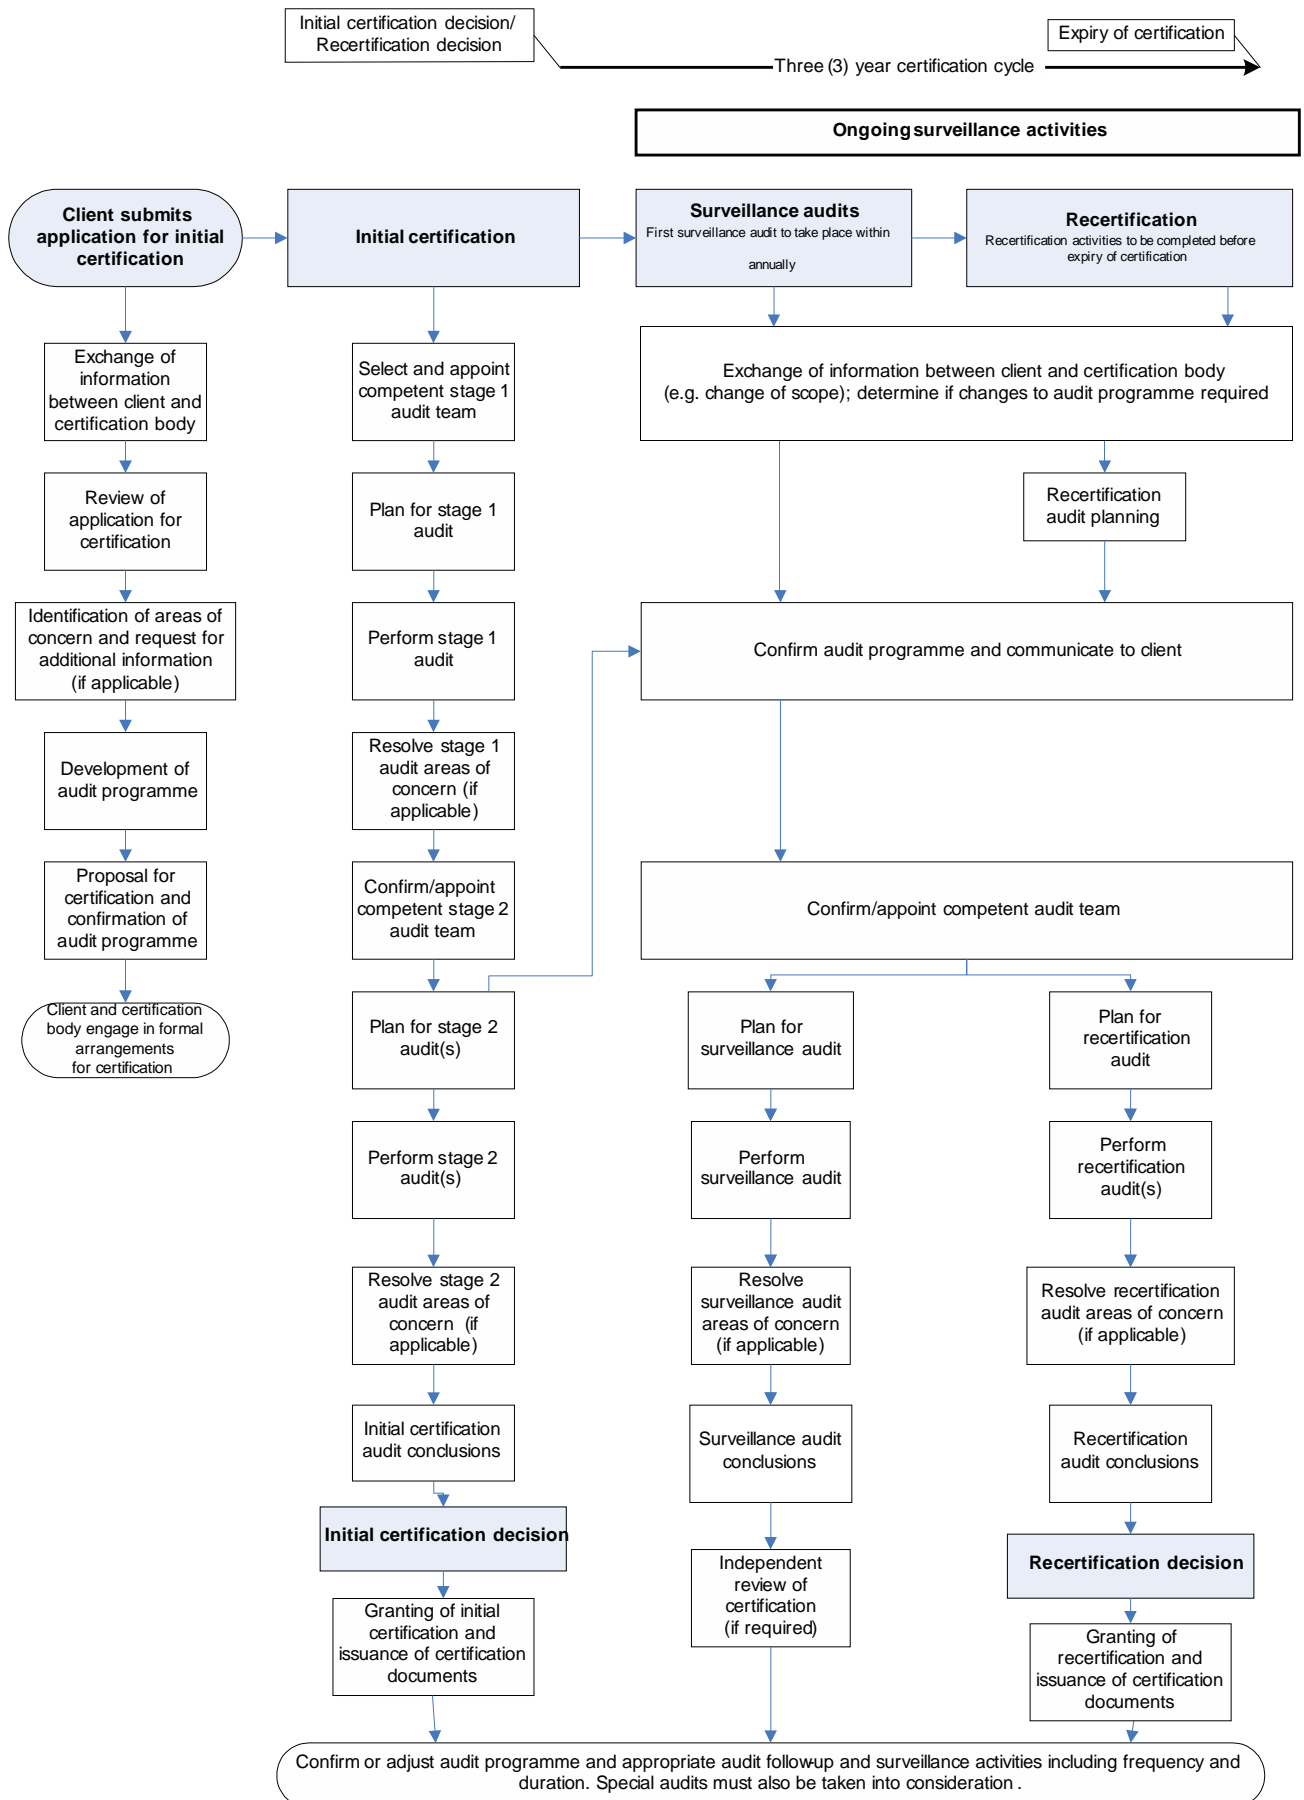 Initial certification decision/
Recertification decision
Expiry of certification
Three (3) year certification cycle
Ongoing surveillance activities
Client submits
application for initial
certification
Initial certification
Surveillance audits
First surveillance audit to take place within
annually
Recertification
Recertification activities to be completed before
expiry of certification
Exchange of
information
between client and
certification body
Review of
application for
certification
Identification of areas of
concern and request for
additional information
(if applicable)
Development of
audit programme
Proposal for
certification and
confirmation of
audit programme
Client and certification
body engage in formal
arrangements
for certification
Select and appoint
competent stage 1
audit team
Plan for stage 1
audit
Perform stage 1
audit
Resolve stage 1
audit areas of
concern (if
applicable)
Confirm/appoint
competent stage 2
audit team
Plan for stage 2
audit(s)
Perform stage 2
audit(s)
Resolve stage 2
audit areas of
concern (if
applicable)
Initial certification
audit conclusions
Initial certification decision
Granting of initial
certification and
issuance of certification
documents
Exchange of information between client and certification body
(e.g. change of scope); determine if changes to audit programme required
Recertification
audit planning
Confirm audit programme and communicate to client
Confirm/appoint competent audit team
Plan for
surveillance audit
Perform
surveillance audit
Resolve
surveillance audit
areas of concern
(if applicable)
Surveillance audit
conclusions
Independent
review of
certification
(if required)
Plan for
recertification
audit
Perform
recertification
audit(s)
Resolve recertification
audit areas of concern
(if applicable)
Recertification
audit conclusions
Recertification decision
Granting of
recertification and
issuance of certification
documents
Confirm or adjust audit programme and appropriate audit follow-up and surveillance activities including frequency and
duration. Special audits must also be taken into consideration .